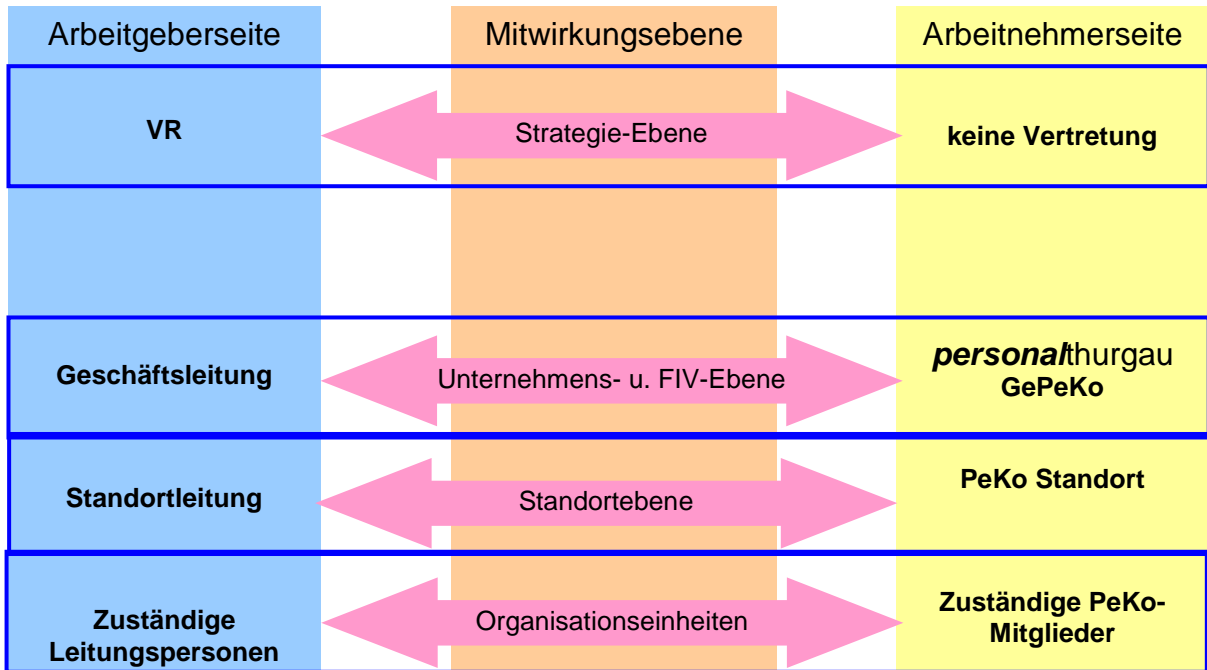 Arbeitgeberseite
Mitwirkungsebene
Arbeitnehmerseite
VR
Strategie-Ebene
keine Vertretung
Geschäftsleitung
Unternehmens- u. FIV-Ebene
personalthurgau
GePeKo
Standortleitung
Standortebene
PeKo Standort
Zuständige
Leitungspersonen
Organisationseinheiten
Zuständige PeKo-
Mitglieder